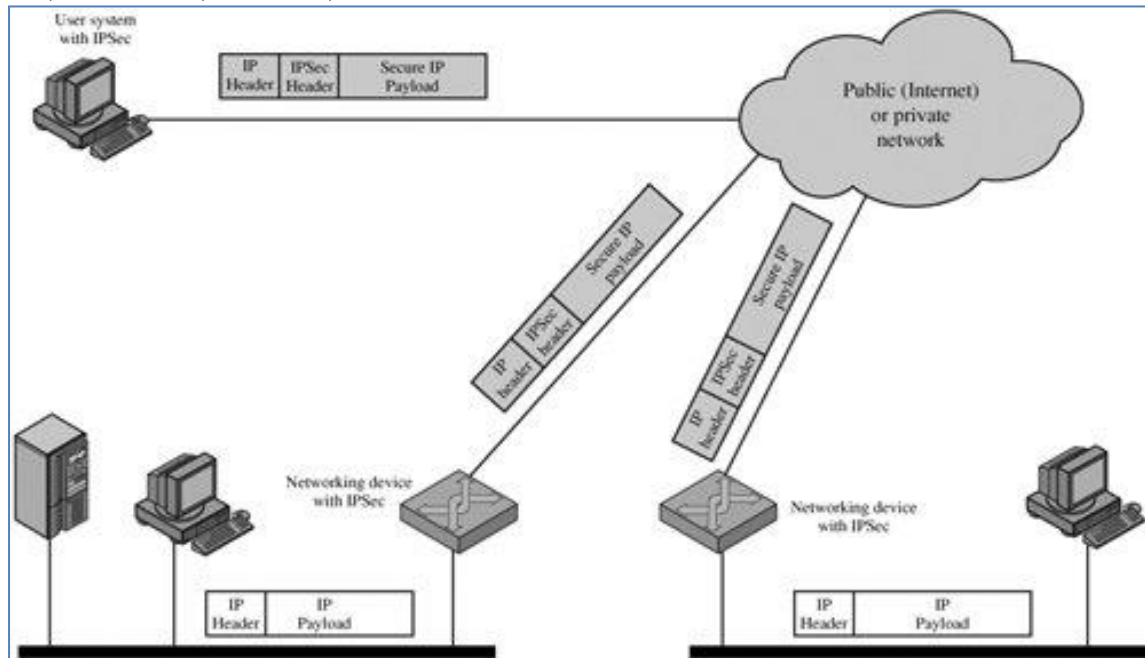 User system
with IPSec
IP
Header
IPSec
Header
Secure IP
Payload
Public (Internet)
or private
network
IP
header
IPSec
header
Secure IP
payload
IP
header
IPSec
header
Secure IP
payload
Networking device
with IPSec
Networking device
with IPSec
IP
Header
IP
Payload
IP
Header
IP
Payload